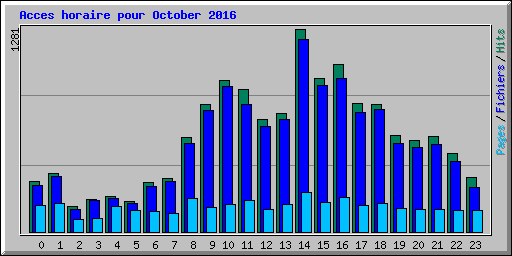 Acces horaire pour October 2016
1281
Pages / Fichiers / Hits
0 1 2 3 4 5 6 7 8 9 10 11 12 13 14 15 16 17 18 19 20 21 22 23